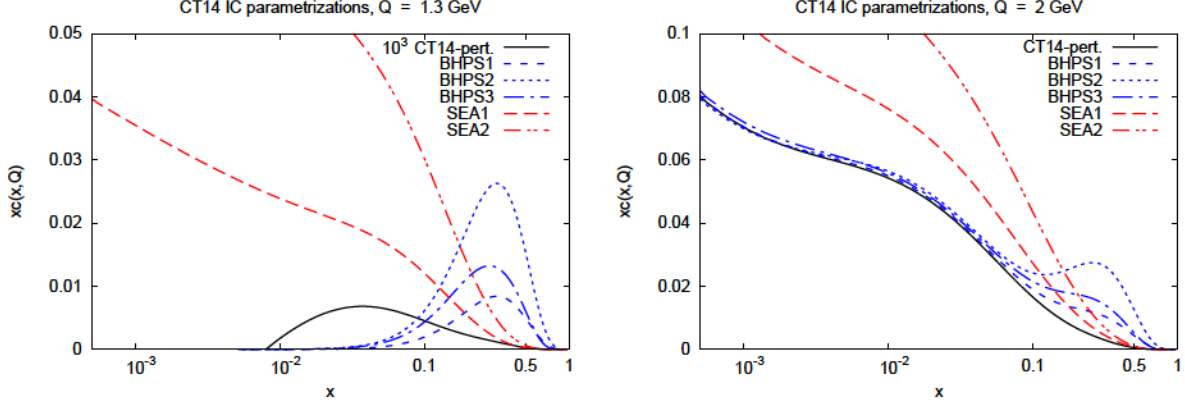 CT14 IC parametrizations, Q = 1.3 GeV
0.05
0.04
0.03
0.02
0.01
0
xc(x,Q)
10³ CT14-pert.
BHPS1
BHPS2
BHPS3
SEA1
SEA2
10⁻³
10⁻²
0.1
0.5
1
x
CT14 IC parametrizations, Q = 2 GeV
0.1
0.08
0.06
0.04
0.02
0
xc(x,Q)
CT14-pert.
BHPS1
BHPS2
BHPS3
SEA1
SEA2
10⁻³
10⁻²
0.1
0.5
1
x